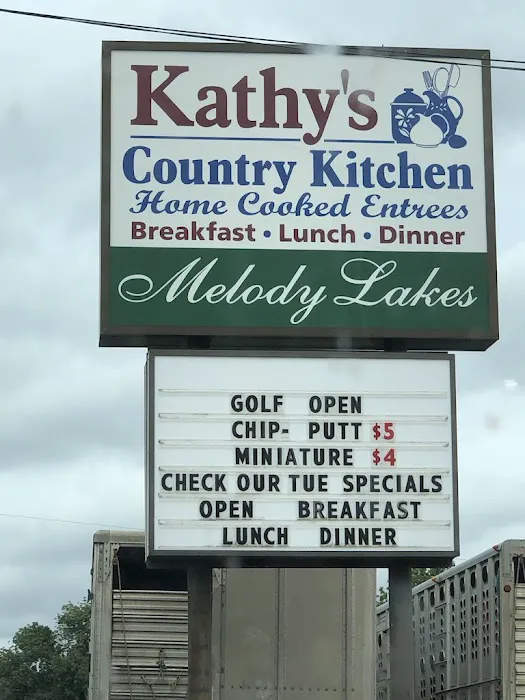 Kathy's
Country Kitchen
Home Cooked Entrees
Breakfast • Lunch • Dinner
Melody Lakes
GOLF OPEN
CHIP- PUTT $5
MINIATURE $4
CHECK OUR TUE SPECIALS
OPEN BREAKFAST
LUNCH DINNER